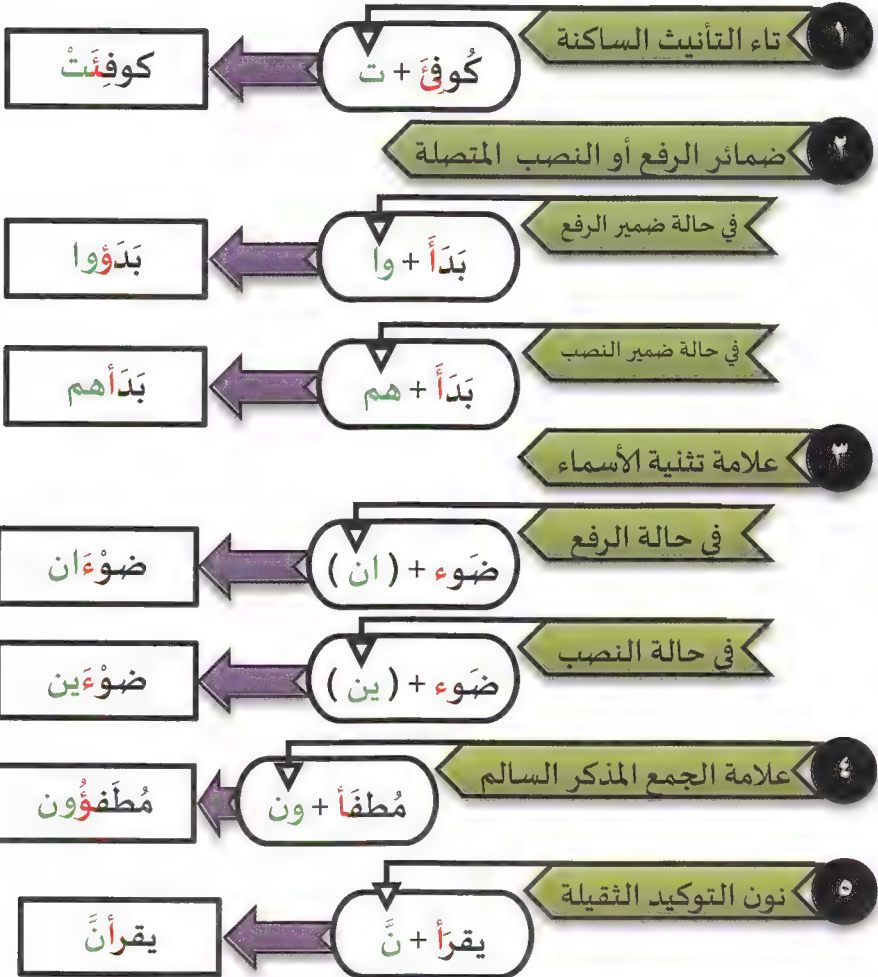 ١ تاء التأنيث الساكنة كُوفِئَ + ت كوفِئَتْ
٢ ضمائر الرفع أو النصب المتصلة
في حالة ضمير الرفع بَدَأَ + وا بَدَؤوا
في حالة ضمير النصب بَدَأَ + هم بَدَأهم
٣ علامة تثنية الأسماء
في حالة الرفع ضَوء + ( ان ) ضوْءَان
في حالة النصب ضَوء + ( ين ) ضوْءَين
٤ علامة الجمع المذكر السالم مُطفَأ + ون مُطَفؤُون
٥ نون التوكيد الثقيلة يقرَأ + نَّ يقرأنَّ